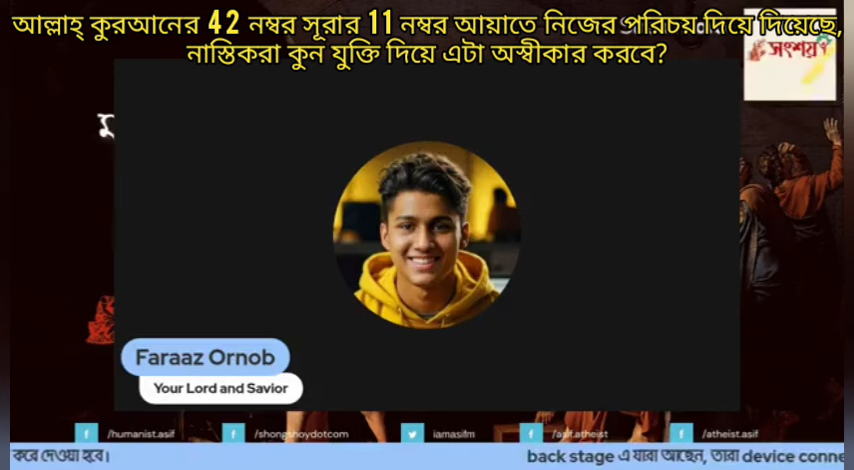 আল্লাহ্ কুরআনের 42 নম্বর সূরার 11 নম্বর আয়াতে নিজের পরিচয় দিয়ে দিয়েছে,
নাস্তিকরা কুন যুক্তি দিয়ে এটা অস্বীকার করবে?
সংশয়
Faraaz Ornob
Your Lord and Savior
/humanist.asif
/shongshoydotcom
iamasifm
/asif.atheist
/atheist.asif
করে দেওয়া হবে।
back stage এ যারা আছেন, তারা device conne